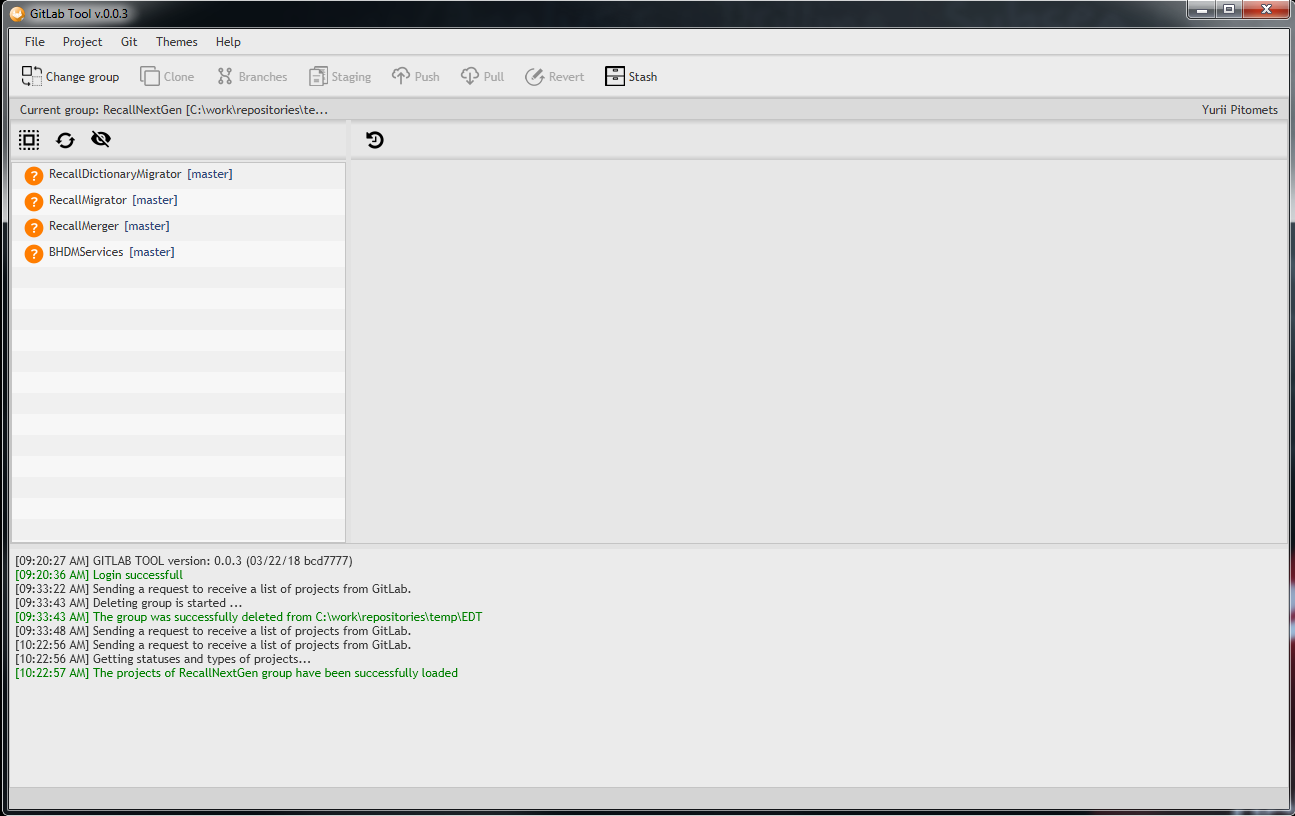 GitLab Tool v.0.0.3
File Project Git Themes Help
Change group Clone Branches Staging Push Pull Revert Stash
Current group: RecallNextGen [C:\work\repositories\te... Yurii Pitomets
? RecallDictionaryMigrator [master]
? RecallMigrator [master]
? RecallMerger [master]
? BHDMServices [master]
[09:20:27 AM] GITLAB TOOL version: 0.0.3 (03/22/18 bcd7777)
[09:20:36 AM] Login successfull
[09:33:22 AM] Sending a request to receive a list of projects from GitLab.
[09:33:43 AM] Deleting group is started ...
[09:33:43 AM] The group was successfully deleted from C:\work\repositories\temp\EDT
[09:33:48 AM] Sending a request to receive a list of projects from GitLab.
[10:22:56 AM] Sending a request to receive a list of projects from GitLab.
[10:22:56 AM] Getting statuses and types of projects...
[10:22:57 AM] The projects of RecallNextGen group have been successfully loaded